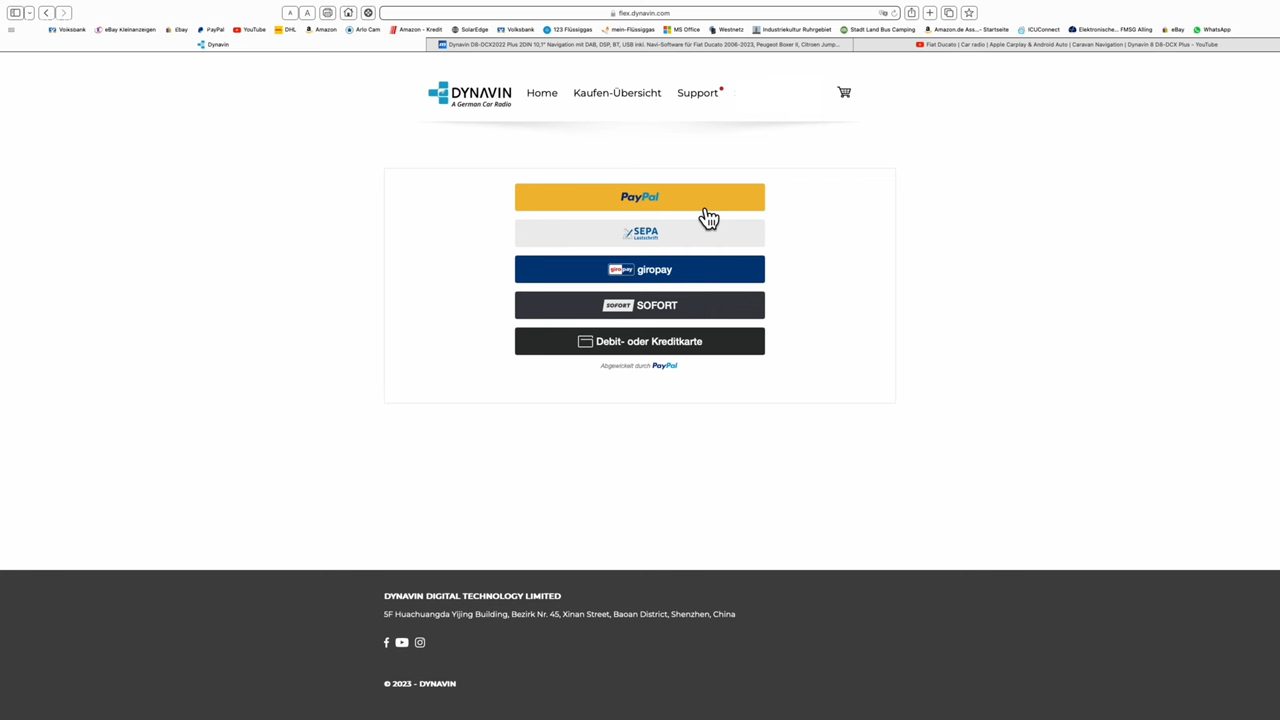 A A flex.dynavin.com
Volksbank eBay Kleinanzeigen Ebay PayPal YouTube DHL Amazon Arlo Cam Amazon - Kredit SolarEdge Volksbank 123 Flüssiggas mein-Flüssiggas MS Office Westnetz Industriekultur Ruhrgebiet Stadt Land Bus Camping Amazon.de Ass... - Startseite ICUConnect Elektronische... FMSG Alling eBay WhatsApp
Dynavin Dynavin D8-DCX2022 Plus 2DIN 10,1" Navigation mit DAB, DSP, BT, USB inkl. Navi-Software für Fiat Ducato 2006-2023, Peugeot Boxer II, Citroen Jump... Fiat Ducato | Car radio | Apple Carplay & Android Auto | Caravan Navigation | Dynavin 8 D8-DCX Plus - YouTube
DYNAVIN Home Kaufen-Übersicht Support
A German Car Radio
PayPal
SEPA
Lastschrift
giropay giropay
SOFORT SOFORT
Debit- oder Kreditkarte
Abgewickelt durch PayPal
DYNAVIN DIGITAL TECHNOLOGY LIMITED
5F Huachuangda Yijing Building, Bezirk Nr. 45, Xinan Street, Baoan District, Shenzhen, China
© 2023 - DYNAVIN